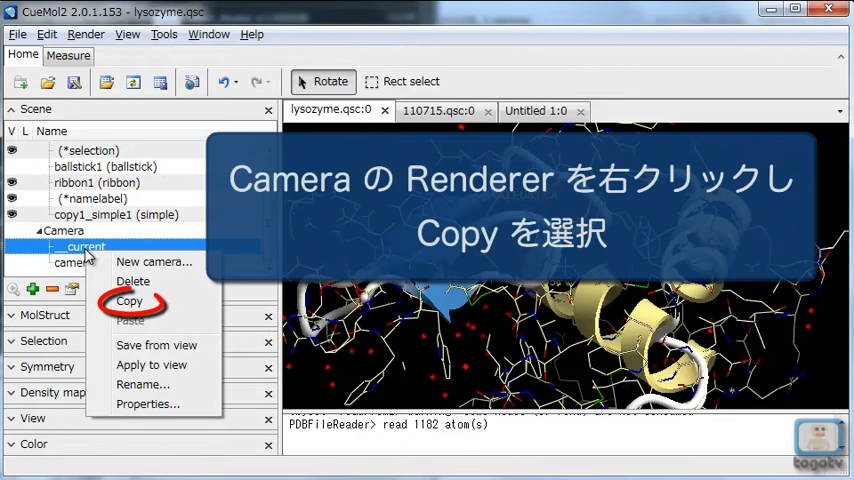 CueMol2 2.0.1.153 - lysozyme.qsc
File Edit Render View Tools Window Help
Home Measure
Rotate Rect select
Scene
lysozyme.qsc:0 110715.qsc:0 Untitled 1:0
V L Name
(*selection)
ballstick1 (ballstick)
ribbon1 (ribbon)
(*namelabel)
copy1_simple1 (simple)
Camera
__current
Camera の Renderer を右クリックし
Copy を選択
New camera...
Delete
Copy
Paste
Save from view
Apply to view
Rename...
Properties...
MolStruct
Selection
Symmetry
Density map
View
Color
PDBFileReader> read 1182 atom(s)
togotv